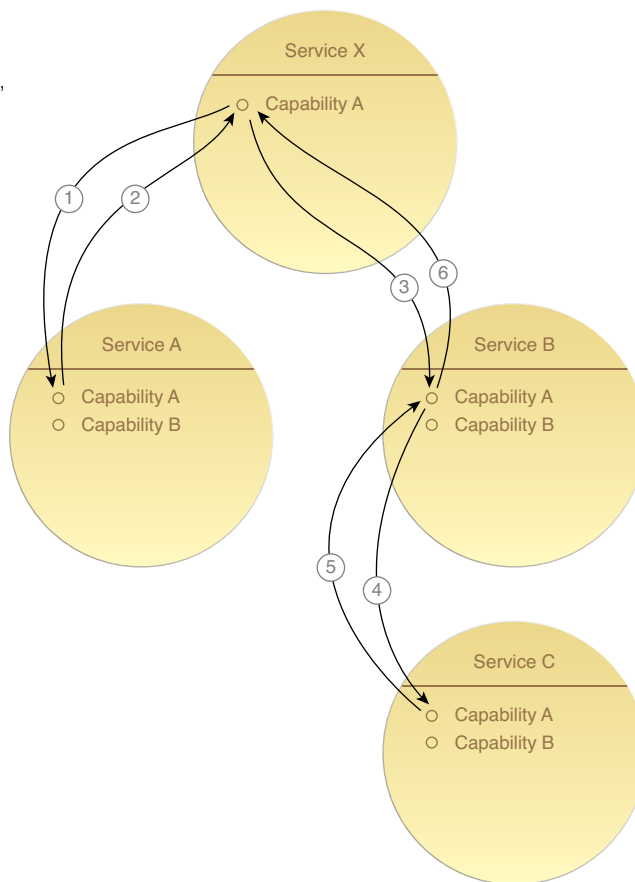 Service X
,
Capability A
1
2
6
3
Service A
Service B
Capability A
Capability B
Capability A
Capability B
5
4
Service C
Capability A
Capability B